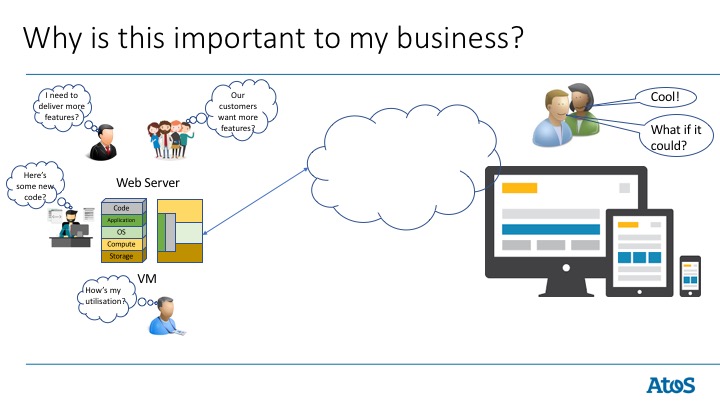 Why is this important to my business?
I need to
deliver more
features?
Our
customers
want more
features?
Cool!
What if it
could?
Here's
some new
code?
Web Server
Code
Application
OS
Compute
Storage
VM
How's my
utilisation?
Atos